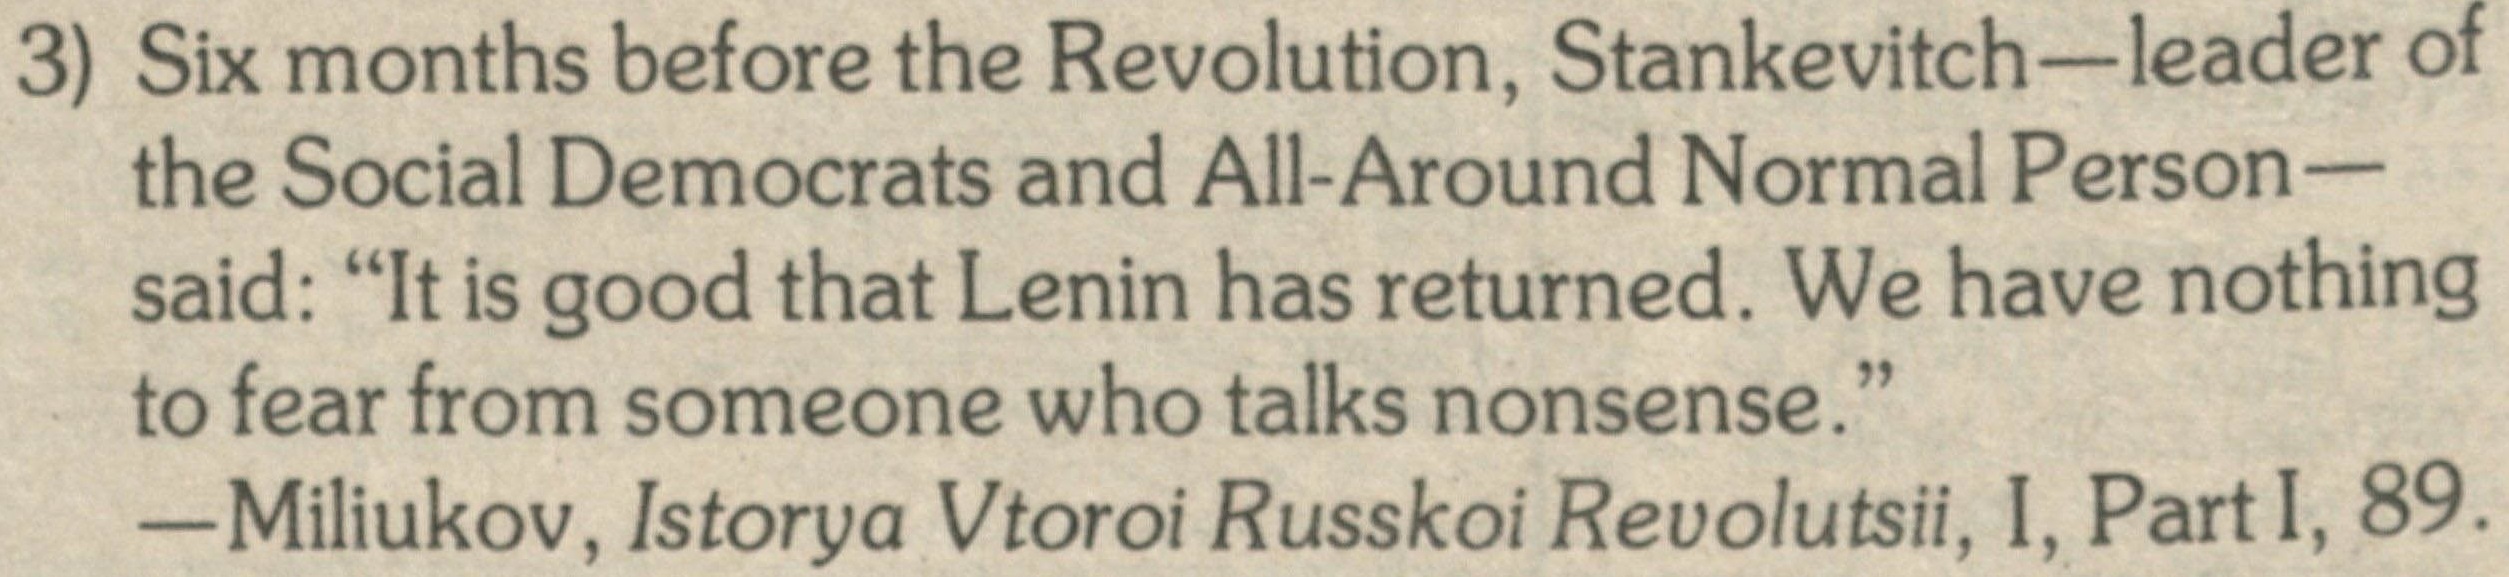 3) Six months before the Revolution, Stankevitch—leader of
the Social Democrats and All-Around Normal Person—
said: “It is good that Lenin has returned. We have nothing
to fear from someone who talks nonsense.”
—Miliukov, Istorya Vtoroi Russkoi Revolutsii, I, Part I, 89.